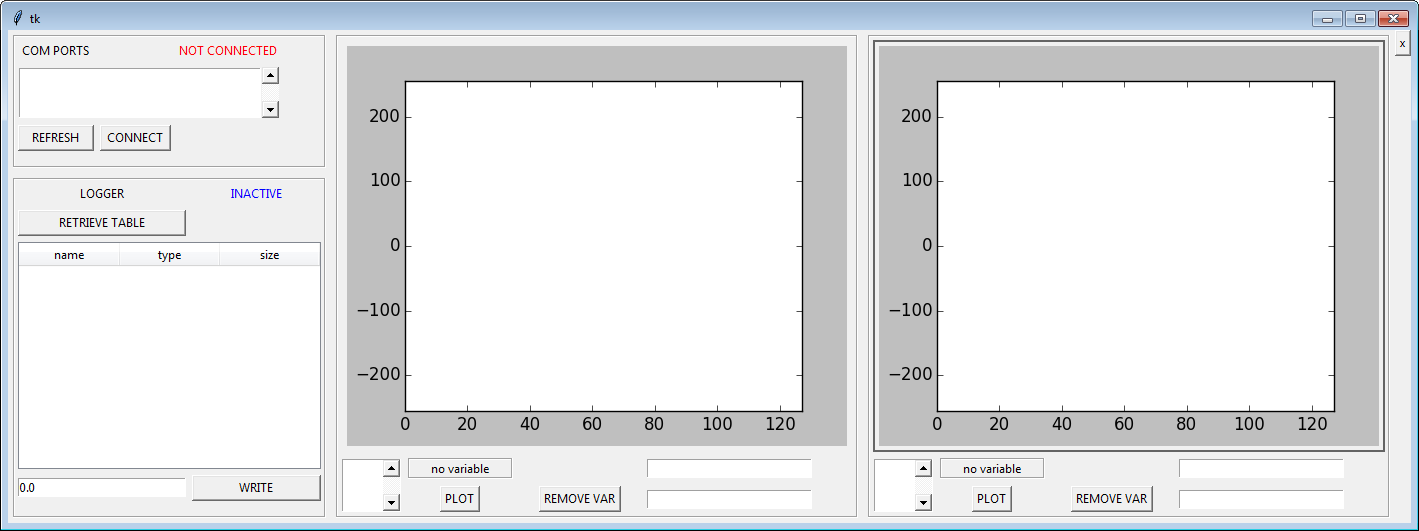 tk
COM PORTS NOT CONNECTED
REFRESH CONNECT
LOGGER INACTIVE
RETRIEVE TABLE
name type size
0.0 WRITE
200
100
0
−100
−200
0 20 40 60 80 100 120
no variable
PLOT REMOVE VAR
200
100
0
−100
−200
0 20 40 60 80 100 120
no variable
PLOT REMOVE VAR
x